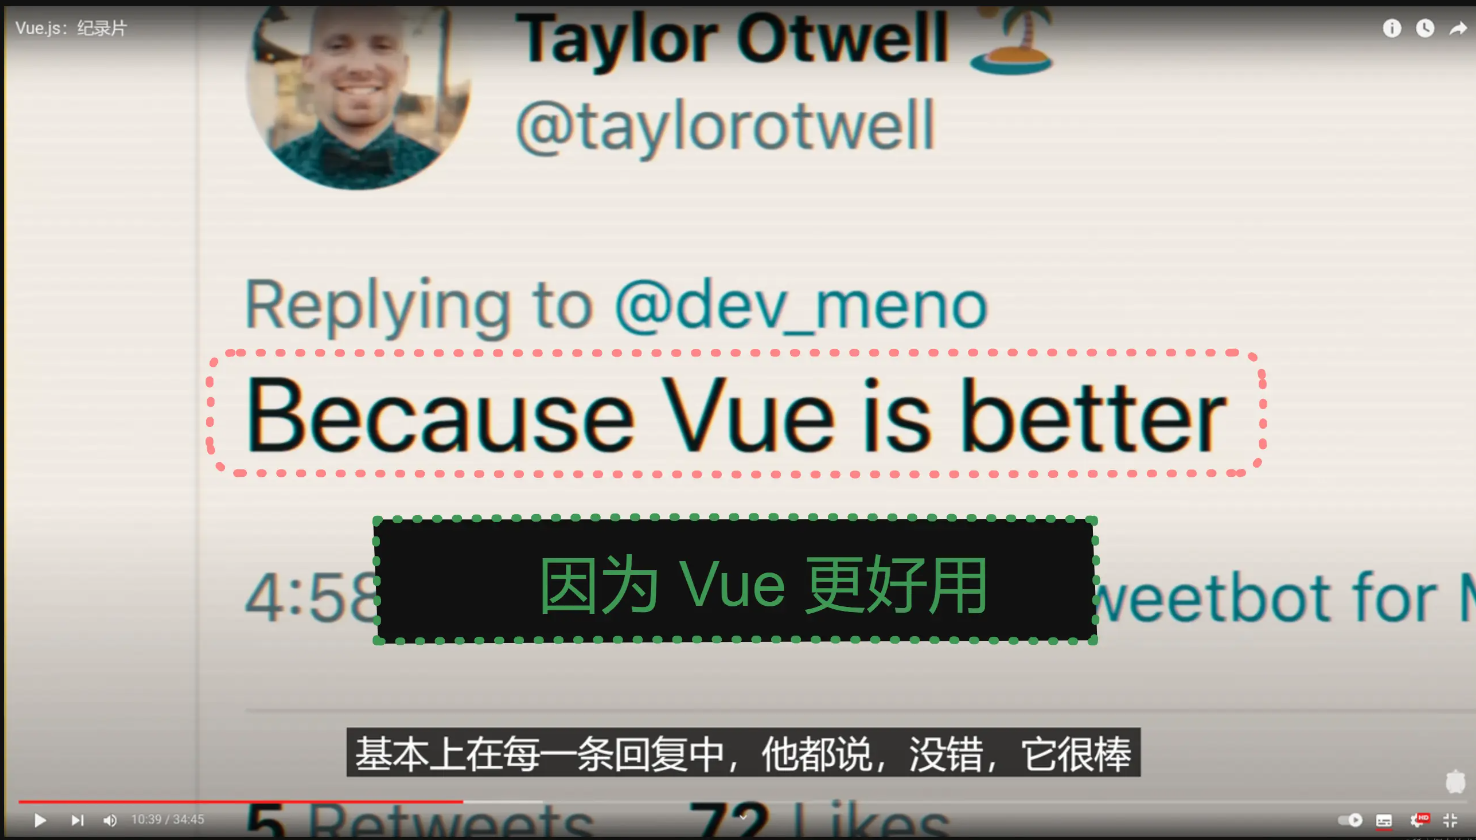 Vue.js：纪录片
Taylor Otwell 🏝
@taylorotwell
Replying to @dev_meno
Because Vue is better
因为 Vue 更好用
4:58 weetbot for M
基本上在每一条回复中，他都说，没错，它很棒
5 Retweets 72 Likes
10:39 / 34:45
HD